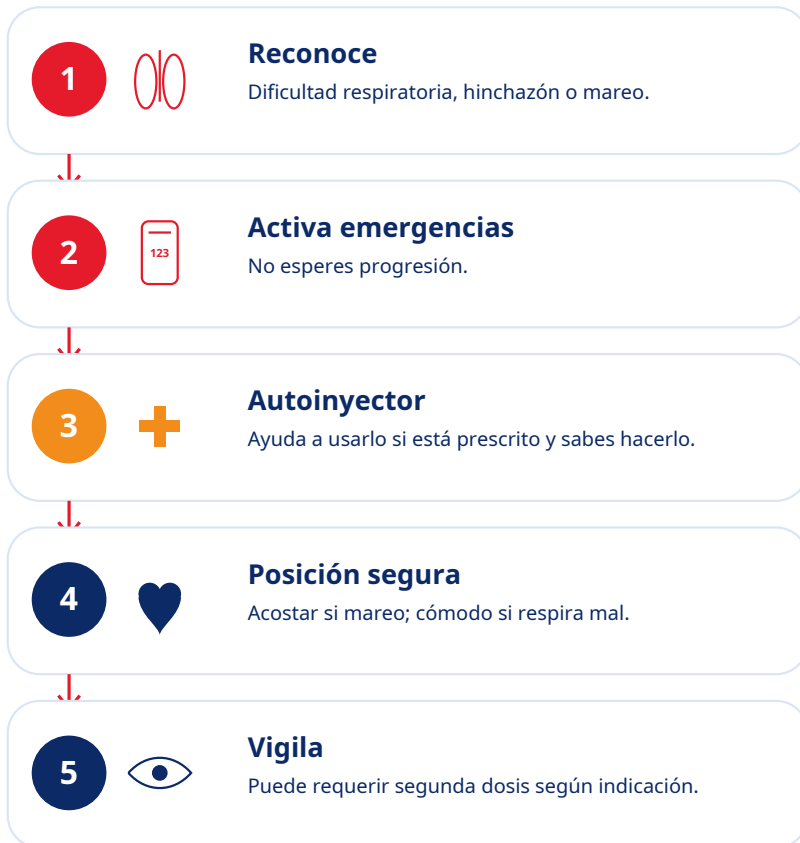 1
Reconoce
Dificultad respiratoria, hinchazón o mareo.
2
123
Activa emergencias
No esperes progresión.
3
Autoinyector
Ayuda a usarlo si está prescrito y sabes hacerlo.
4
Posición segura
Acostar si mareo; cómodo si respira mal.
5
Vigila
Puede requerir segunda dosis según indicación.